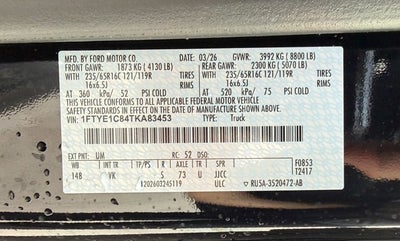 MFD. BY FORD MOTOR CO. 03/26 GVWR: 3992 KG ( 8800 LB)
FRONT GAWR: 1873 KG ( 4130 LB) REAR GAWR: 2300 KG ( 5070 LB)
235/65R16C 121/119R TIRES 235/65R16C 121/119R TIRES
16x6.5J RIMS 16x6.5J RIMS
AT 360 kPa/ 52 PSI COLD AT 520 kPa/ 75 PSI COLD
THIS VEHICLE CONFORMS TO ALL APPLICABLE FEDERAL MOTOR VEHICLE
SAFETY STANDARDS IN EFFECT ON THE DATE OF MANUFACTURE SHOWN ABOVE.
VIN: 1FTYE1C84TKA83453 TYPE: Truck
EXT PNT: UM RC: 52 DSO: F0853
WB INT TR TP/PS R AXLE TR SPR T2417
148 VK S 73 U JJCC
1202603245119 ULC RU5A-3520472-AB